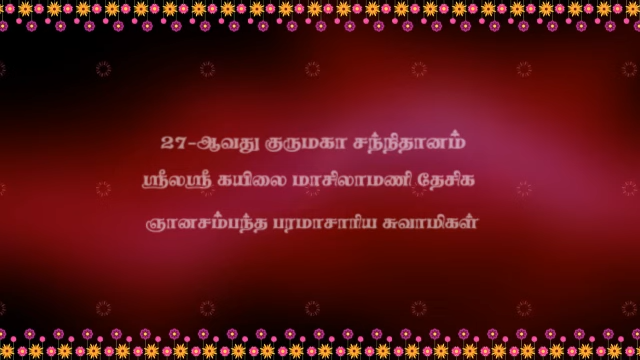 27-ஆவது குருமகா சந்நிதானம்
ஸ்ரீலஸ்ரீ கயிலை மாசிலாமணி தேசிக
ஞானசம்பந்த பரமாசாரிய சுவாமிகள்